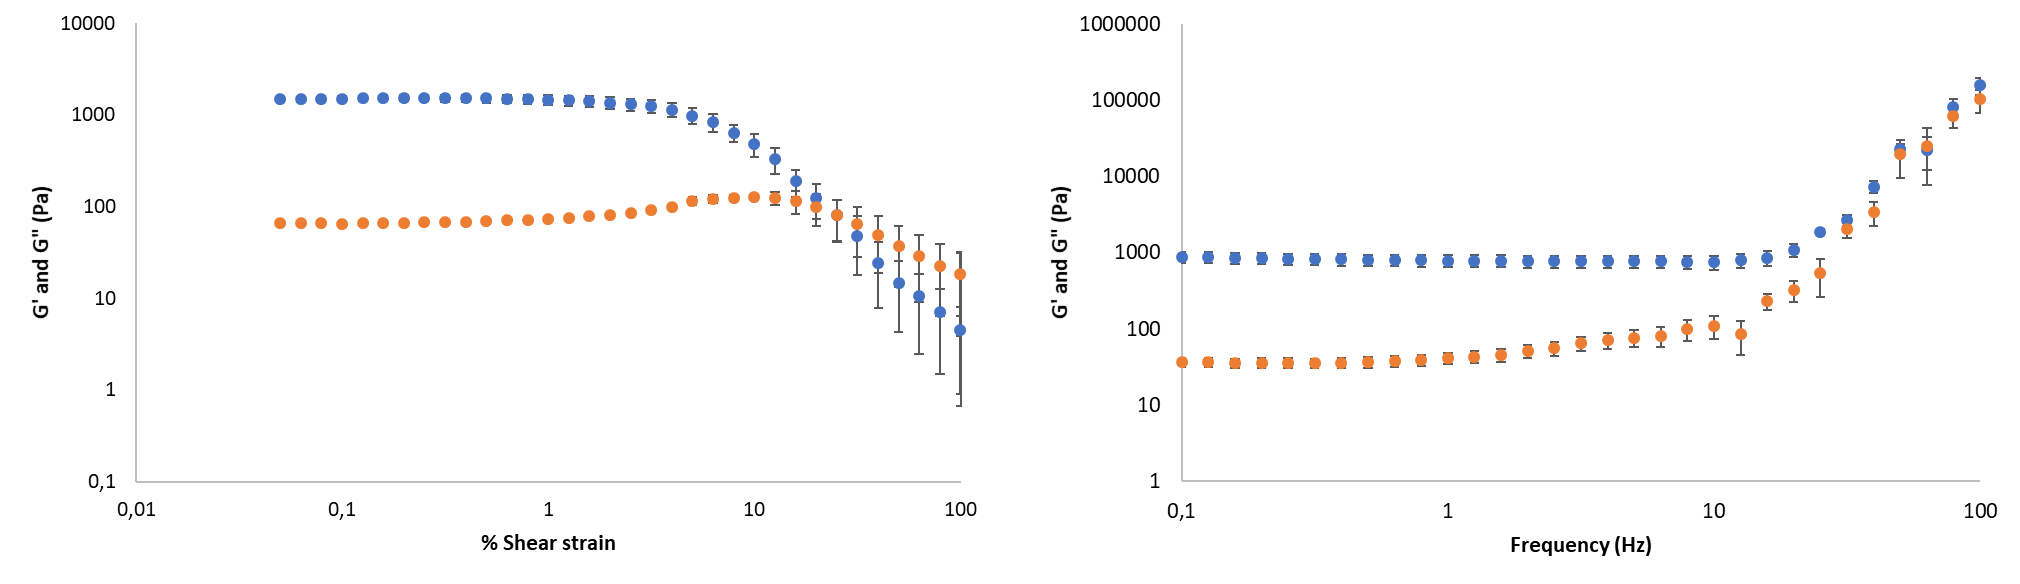 10000
1000
100
10
1
0,1
G' and G" (Pa)
0,01 0,1 1 10 100
% Shear strain
1000000
100000
10000
1000
100
10
1
G' and G" (Pa)
0,1 1 10 100
Frequency (Hz)